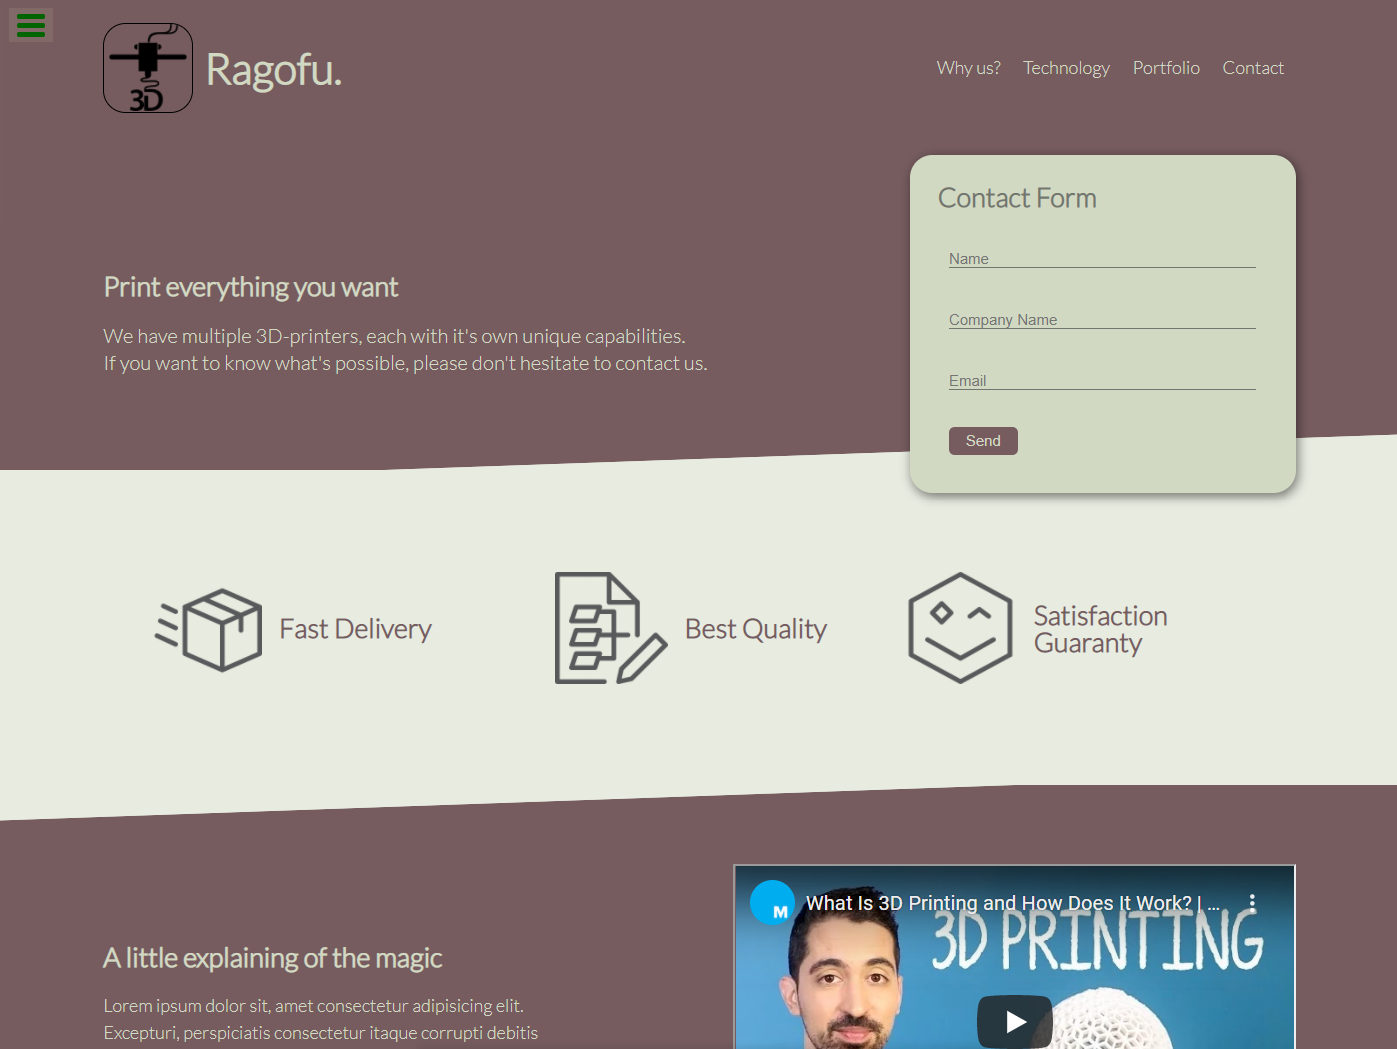 3D
Ragofu.
Why us?
Technology
Portfolio
Contact
Contact Form
Name
Company Name
Email
Send
Print everything you want
We have multiple 3D-printers, each with it's own unique capabilities.
If you want to know what's possible, please don't hesitate to contact us.
Fast Delivery
Best Quality
Satisfaction
Guaranty
A little explaining of the magic
Lorem ipsum dolor sit, amet consectetur adipisicing elit.
Excepturi, perspiciatis consectetur itaque corrupti debitis
M
What Is 3D Printing and How Does It Work? | ...
3D PRINTING